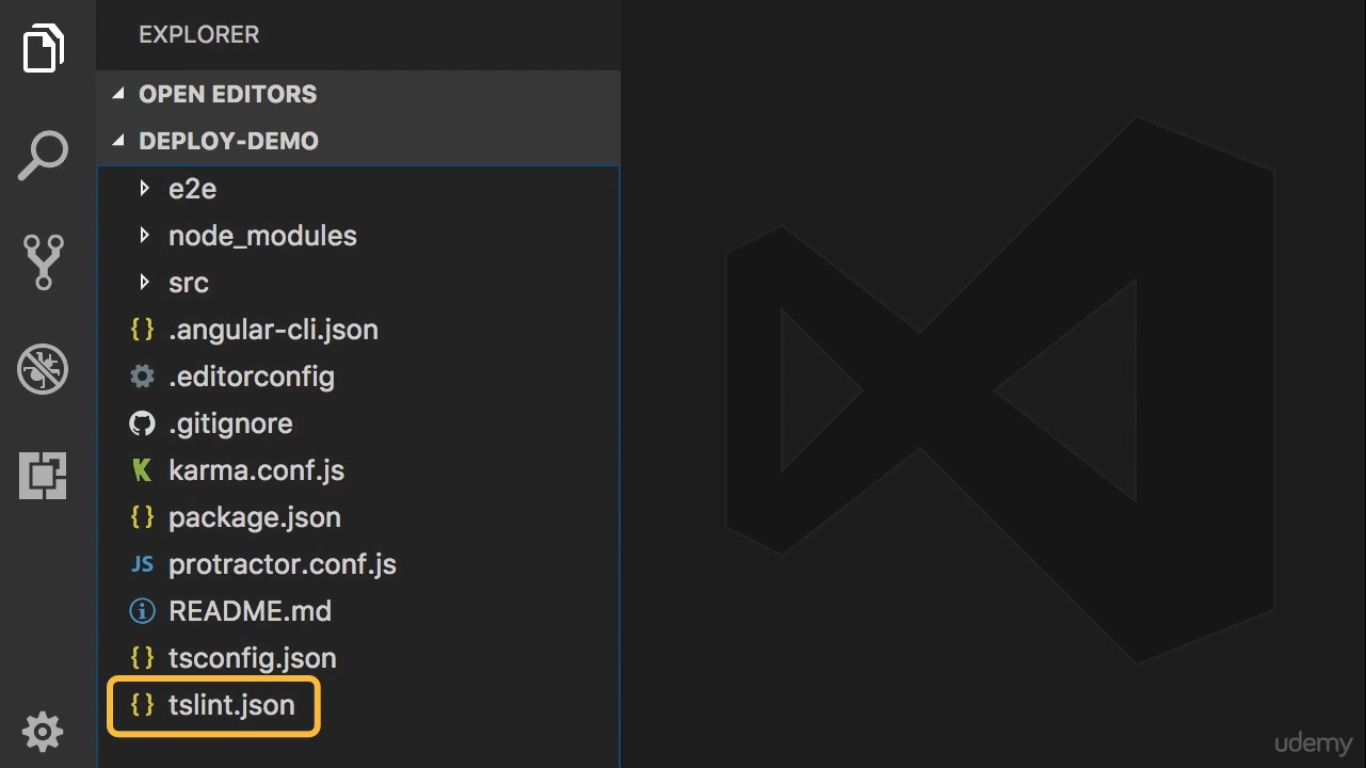 EXPLORER
OPEN EDITORS
DEPLOY-DEMO
e2e
node_modules
src
{} .angular-cli.json
.editorconfig
.gitignore
K karma.conf.js
{} package.json
JS protractor.conf.js
i README.md
{} tsconfig.json
{} tslint.json
udemy